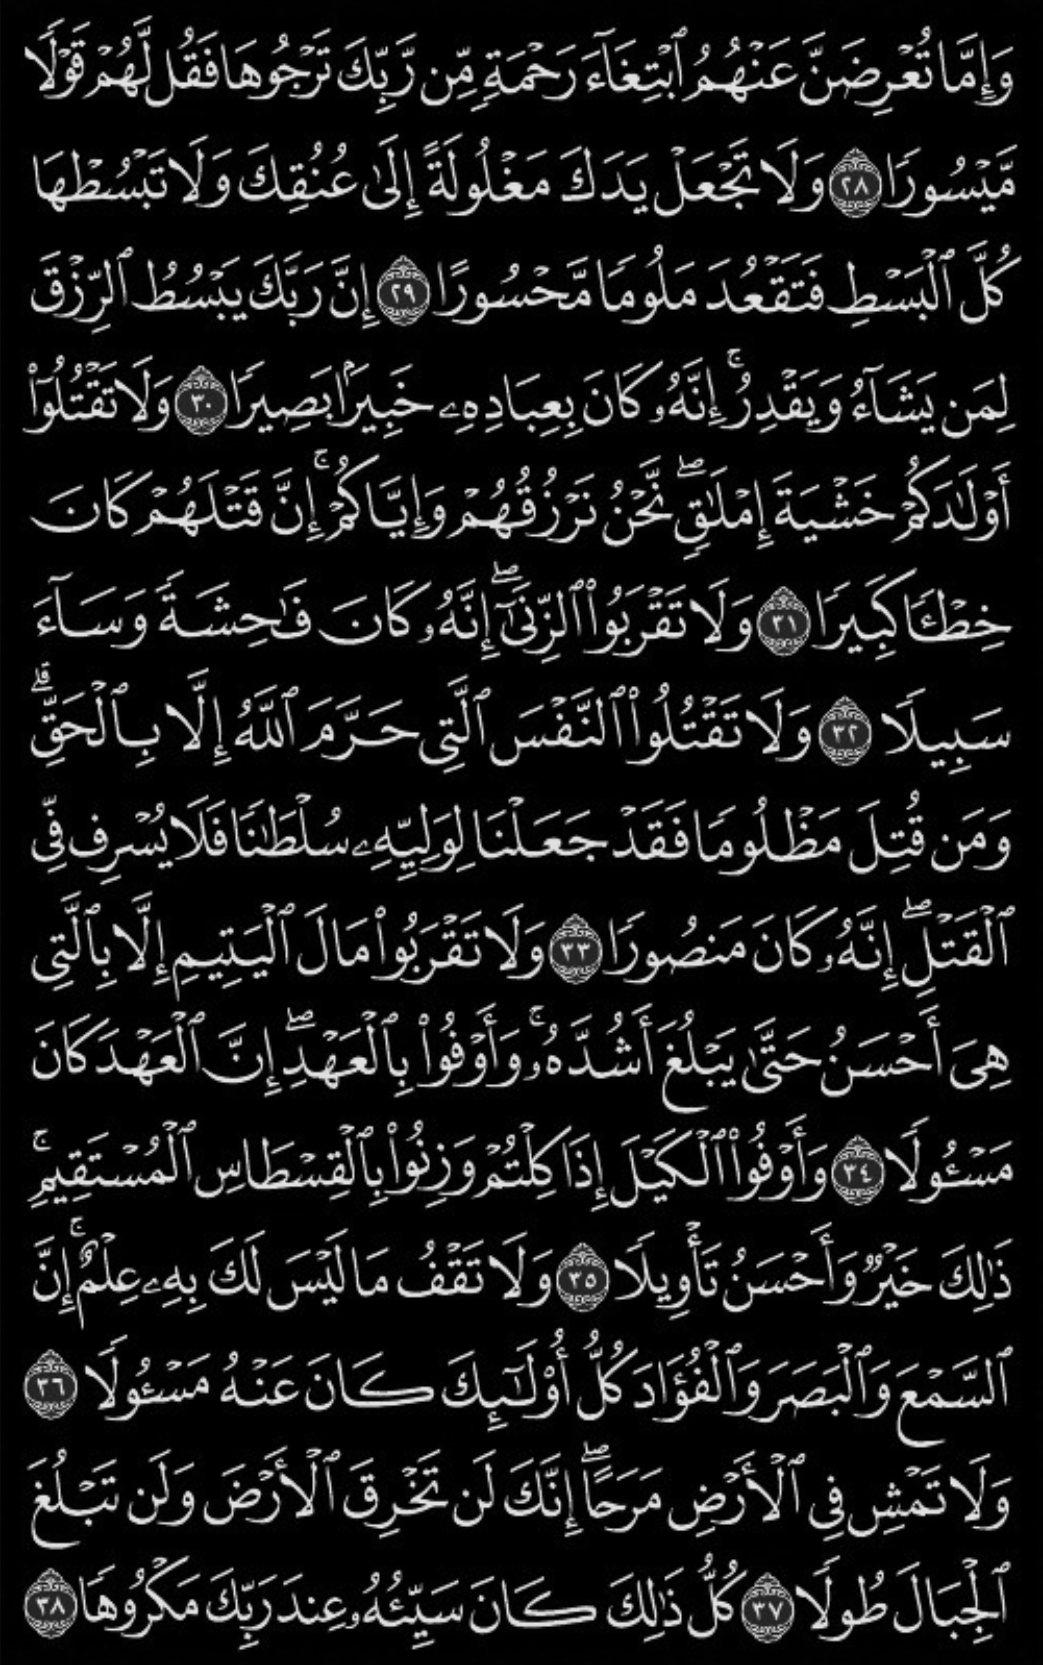 وَإِمَّا تُعْرِضَنَّ عَنْهُمُ ٱبْتِغَآءَ رَحْمَةٍ مِّن رَّبِّكَ تَرْجُوهَا فَقُل لَّهُمْ قَوْلًا
مَّيْسُورًا ٢٨ وَلَا تَجْعَلْ يَدَكَ مَغْلُولَةً إِلَىٰ عُنُقِكَ وَلَا تَبْسُطْهَا
كُلَّ ٱلْبَسْطِ فَتَقْعُدَ مَلُومًا مَّحْسُورًا ٢٩ إِنَّ رَبَّكَ يَبْسُطُ ٱلرِّزْقَ
لِمَن يَشَآءُ وَيَقْدِرُ ۚ إِنَّهُۥ كَانَ بِعِبَادِهِۦ خَبِيرًۢا بَصِيرًا ٣٠ وَلَا تَقْتُلُوٓا۟
أَوْلَـٰدَكُمْ خَشْيَةَ إِمْلَـٰقٍ ۖ نَّحْنُ نَرْزُقُهُمْ وَإِيَّاكُمْ ۚ إِنَّ قَتْلَهُمْ كَانَ
خِطْـًٔا كَبِيرًا ٣١ وَلَا تَقْرَبُوا۟ ٱلزِّنَىٰٓ ۖ إِنَّهُۥ كَانَ فَـٰحِشَةً وَسَآءَ
سَبِيلًا ٣٢ وَلَا تَقْتُلُوا۟ ٱلنَّفْسَ ٱلَّتِى حَرَّمَ ٱللَّهُ إِلَّا بِٱلْحَقِّ ۗ
وَمَن قُتِلَ مَظْلُومًا فَقَدْ جَعَلْنَا لِوَلِيِّهِۦ سُلْطَـٰنًا فَلَا يُسْرِف فِّى
ٱلْقَتْلِ ۖ إِنَّهُۥ كَانَ مَنصُورًا ٣٣ وَلَا تَقْرَبُوا۟ مَالَ ٱلْيَتِيمِ إِلَّا بِٱلَّتِى
هِىَ أَحْسَنُ حَتَّىٰ يَبْلُغَ أَشُدَّهُۥ ۚ وَأَوْفُوا۟ بِٱلْعَهْدِ ۖ إِنَّ ٱلْعَهْدَ كَانَ
مَسْـُٔولًا ٣٤ وَأَوْفُوا۟ ٱلْكَيْلَ إِذَا كِلْتُمْ وَزِنُوا۟ بِٱلْقِسْطَاسِ ٱلْمُسْتَقِيمِ ۚ
ذَٰلِكَ خَيْرٌ وَأَحْسَنُ تَأْوِيلًا ٣٥ وَلَا تَقْفُ مَا لَيْسَ لَكَ بِهِۦ عِلْمٌ ۚ إِنَّ
ٱلسَّمْعَ وَٱلْبَصَرَ وَٱلْفُؤَادَ كُلُّ أُو۟لَـٰٓئِكَ كَانَ عَنْهُ مَسْـُٔولًا ٣٦
وَلَا تَمْشِ فِى ٱلْأَرْضِ مَرَحًا ۖ إِنَّكَ لَن تَخْرِقَ ٱلْأَرْضَ وَلَن تَبْلُغَ
ٱلْجِبَالَ طُولًا ٣٧ كُلُّ ذَٰلِكَ كَانَ سَيِّئُهُۥ عِندَ رَبِّكَ مَكْرُوهًا ٣٨